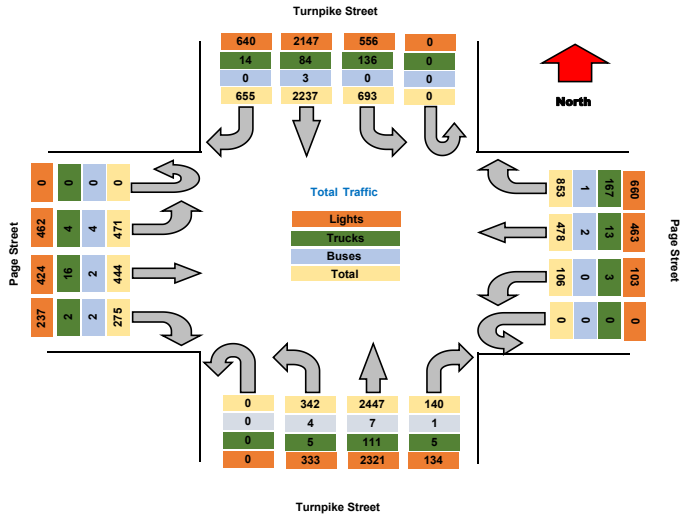 Turnpike Street
640 2147 556 0
14 84 136 0
0 3 0 0
655 2237 693 0
North
Total Traffic
Lights
Trucks
Buses
Total
Page Street
0 0 0 0
462 4 4 471
424 16 2 444
237 2 2 275
853 1 167 660
478 2 13 463
106 0 3 103
0 0 0 0
Page Street
0 342 2447 140
0 4 7 1
0 5 111 5
0 333 2321 134
Turnpike Street